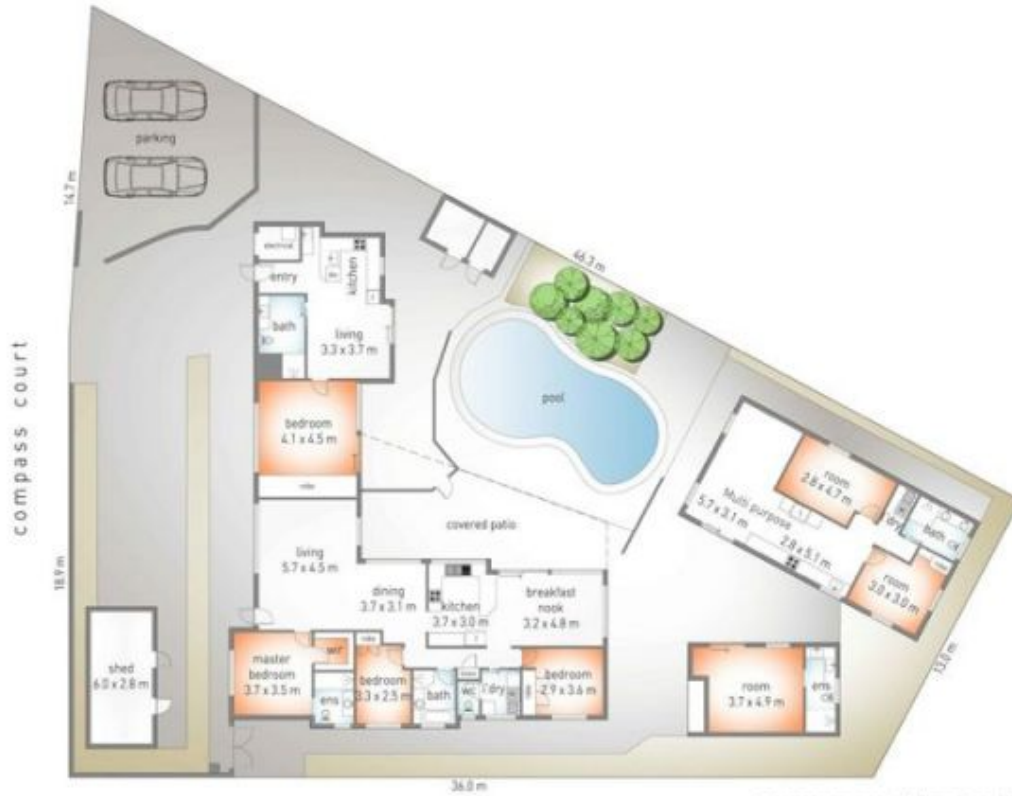 parking
14.7 m
46.3 m
electrical
entry
kitchen
bath
living
3.3 x 3.7 m
compass court
pool
bedroom
4.1 x 4.5 m
robe
room
2.8 x 4.7 m
Multi purpose
5.7 x 3.1 m
2.8 x 5.1 m
dry
bath
robe
room
3.0 x 3.0 m
covered patio
living
5.7 x 4.5 m
dining
3.7 x 3.1 m
kitchen
3.7 x 3.0 m
breakfast
nook
3.2 x 4.8 m
18.9 m
shed
6.0 x 2.8 m
master
bedroom
3.7 x 3.5 m
WIR
ens
robe
bedroom
3.3 x 2.5 m
bath
wc
l'dry
bedroom
2.9 x 3.6 m
room
3.7 x 4.9 m
ens
13.0 m
36.0 m